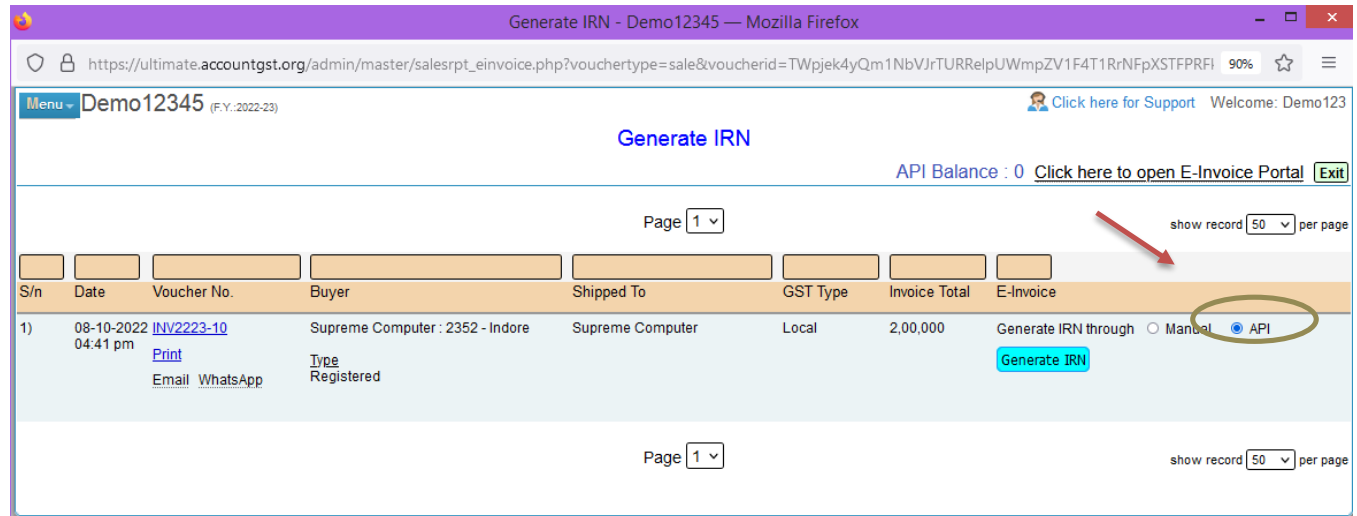 Generate IRN - Demo12345 — Mozilla Firefox
https://ultimate.accountgst.org/admin/master/salesrpt_einvoice.php?vouchertype=sale&voucherid=TWpjek4yQm1NbVJrTURRelpUWmpZV1F4T1RrNFpXSTFPRFI 90%
Menu Demo12345 (F.Y.:2022-23) Click here for Support Welcome: Demo123
Generate IRN
API Balance : 0 Click here to open E-Invoice Portal Exit
Page 1 show record 50 per page
S/n Date Voucher No. Buyer Shipped To GST Type Invoice Total E-Invoice
1) 08-10-2022 INV2223-10 Supreme Computer : 2352 - Indore Supreme Computer Local 2,00,000 Generate IRN through Manual API
04:41 pm Print Type Generate IRN
Email WhatsApp Registered
Page 1 show record 50 per page